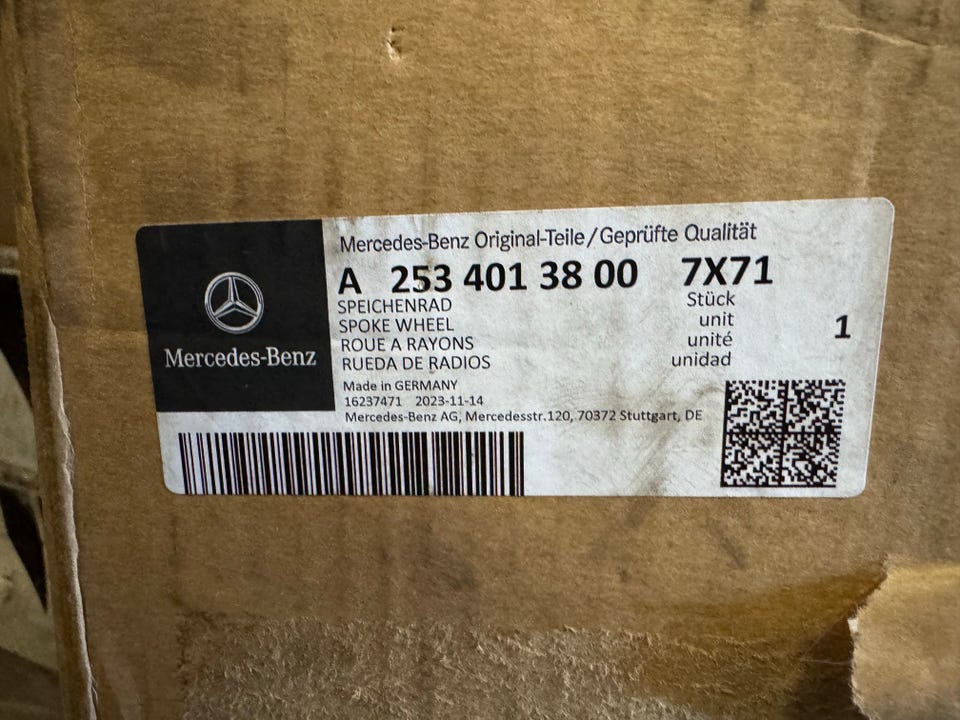 Mercedes-Benz
Mercedes-Benz Original-Teile/Geprüfte Qualität
A 253 401 38 00 7X71
SPEICHENRAD
SPOKE WHEEL
ROUE A RAYONS
RUEDA DE RADIOS
Stück
unit
unité
unidad
1
Made in GERMANY
16237471 2023-11-14
Mercedes-Benz AG, Mercedesstr.120, 70372 Stuttgart, DE